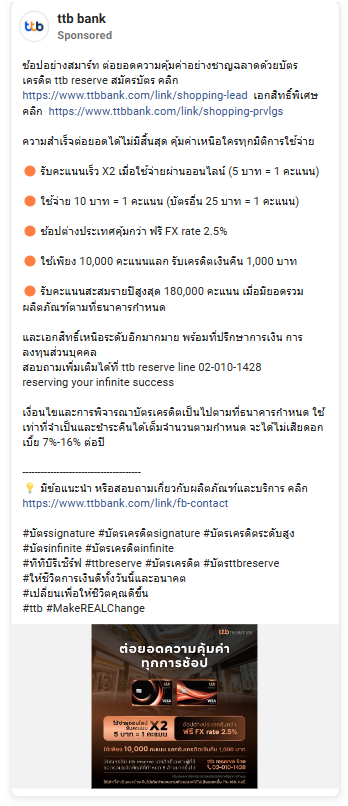 ttb bank
Sponsored
ช้อปอย่างสมาร์ท ต่อยอดความคุ้มค่าอย่างชาญฉลาดด้วยบัตร
เครดิต ttb reserve สมัครบัตร คลิก
https://www.ttbbank.com/link/shopping-lead เอกสิทธิ์พิเศษ
คลิก https://www.ttbbank.com/link/shopping-prvlgs
ความสำเร็จต่อยอดได้ไม่มีสิ้นสุด คุ้มค่าเหนือใครทุกมิติการใช้จ่าย
รับคะแนนเร็ว X2 เมื่อใช้จ่ายผ่านออนไลน์ (5 บาท = 1 คะแนน)
ใช้จ่าย 10 บาท = 1 คะแนน (บัตรอื่น 25 บาท = 1 คะแนน)
ช้อปต่างประเทศคุ้มกว่า ฟรี FX rate 2.5%
ใช้เพียง 10,000 คะแนนแลก รับเครดิตเงินคืน 1,000 บาท
รับคะแนนสะสมรายปีสูงสุด 180,000 คะแนน เมื่อมียอดรวม
ผลิตภัณฑ์ตามที่ธนาคารกำหนด
และเอกสิทธิ์เหนือระดับอีกมากมาย พร้อมที่ปรึกษาการเงิน การ
ลงทุนส่วนบุคคล
สอบถามเพิ่มเติมได้ที่ ttb reserve line 02-010-1428
reserving your infinite success
เงื่อนไขและการพิจารณาบัตรเครดิตเป็นไปตามที่ธนาคารกำหนด ใช้
เท่าที่จำเป็นและชำระคืนได้เต็มจำนวนตามกำหนด จะได้ไม่เสียดอก
เบี้ย 7%-16% ต่อปี
------------------------------------
มีข้อแนะนำ หรือสอบถามเกี่ยวกับผลิตภัณฑ์และบริการ คลิก
https://www.ttbbank.com/link/fb-contact
#บัตรsignature #บัตรเครดิตsignature #บัตรเครดิตระดับสูง
#บัตรinfinite #บัตรเครดิตinfinite
#ทีทีบีรีเซิร์ฟ #ttbreserve #บัตรเครดิต #บัตรttbreserve
#ให้ชีวิตการเงินดีทั้งวันนี้และอนาคต
#เปลี่ยนเพื่อให้ชีวิตคุณดีขึ้น
#ttb #MakeREALChange
ttb reserve
ต่อยอดความคุ้มค่า
ทุกการช้อป
VISA
VISA
ใช้จ่ายออนไลน์
รับคะแนน X2
5 บาท = 1 คะแนน
ช้อปต่างประเทศคุ้มกว่า
ฟรี FX rate 2.5%
ใช้เพียง 10,000 คะแนน แลกรับเครดิตเงินคืน 1,000 บาท
ttb reserve line
02-010-1428